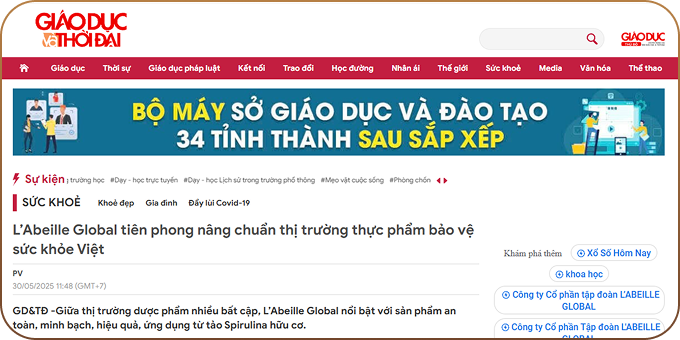 GIÁO DỤC
và THỜI ĐẠI
GIÁO DỤC
Giáo dục Thời sự Giáo dục pháp luật Kết nối Trao đổi Học đường Nhân ái Thế giới Sức khoẻ Media Văn hóa Thể thao
BỘ MÁY SỞ GIÁO DỤC VÀ ĐÀO TẠO
34 TỈNH THÀNH SAU SẮP XẾP
Sự kiện trường học #Dạy - học trực tuyến #Dạy - học Lịch sử trong trường phổ thông #Mẹo vặt cuộc sống #Phòng chốn
SỨC KHOẺ Khoẻ đẹp Gia đình Đẩy lùi Covid-19
L'Abeille Global tiên phong nâng chuẩn thị trường thực phẩm bảo vệ
sức khỏe Việt
PV
30/05/2025 11:48 (GMT+7)
GD&TĐ -Giữa thị trường dược phẩm nhiều bất cập, L'Abeille Global nổi bật với sản phẩm an
toàn, minh bạch, hiệu quả, ứng dụng từ tảo Spirulina hữu cơ.
Khám phá thêm
Xổ Số Hôm Nay
khoa học
Công ty Cổ phần tập đoàn L'ABEILLE
GLOBAL
Công ty Cổ phần Tập đoàn L'ABEILLE
GLOBAL